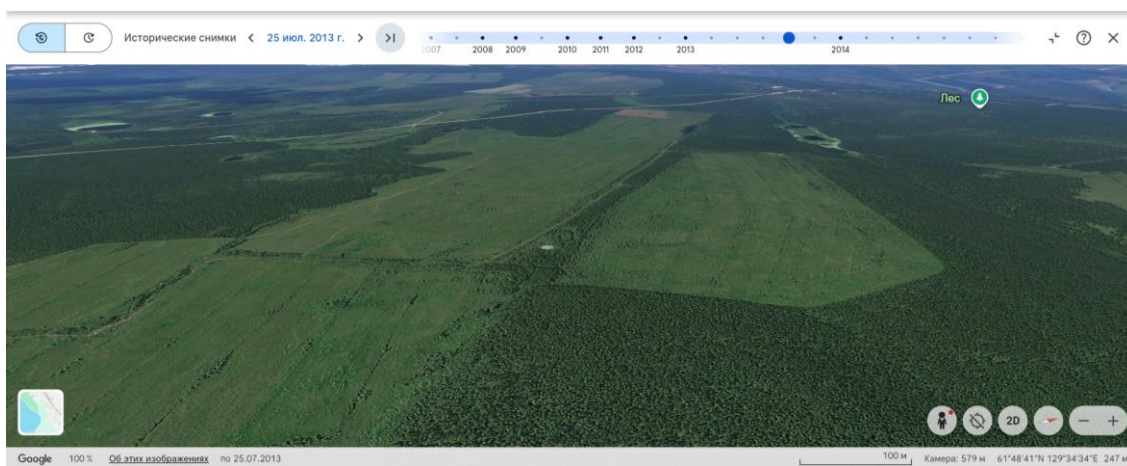 Исторические снимки 25 июл. 2013 г.
2007 2008 2009 2010 2011 2012 2013 2014
Лес
2D
100 м
Google 100 % Об этих изображениях по 25.07.2013 Камера: 579 м 61°48'41"N 129°34'34"E 247 м